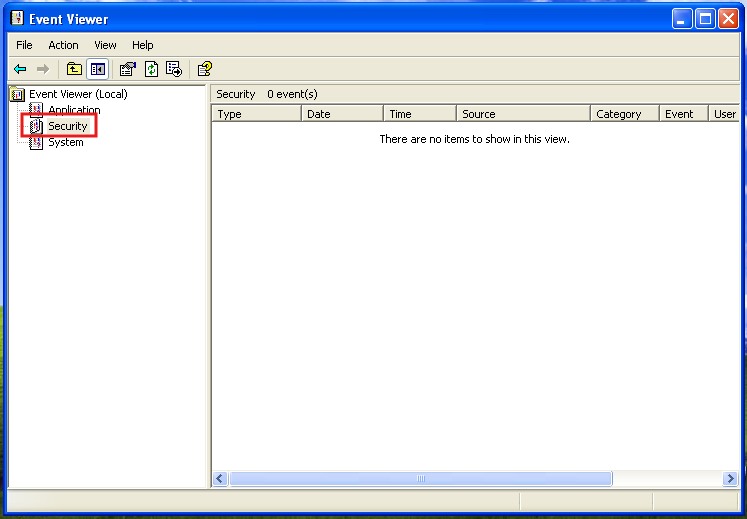 Event Viewer
File Action View Help
Event Viewer (Local)
Application
Security
System
Security 0 event(s)
Type Date Time Source Category Event User
There are no items to show in this view.